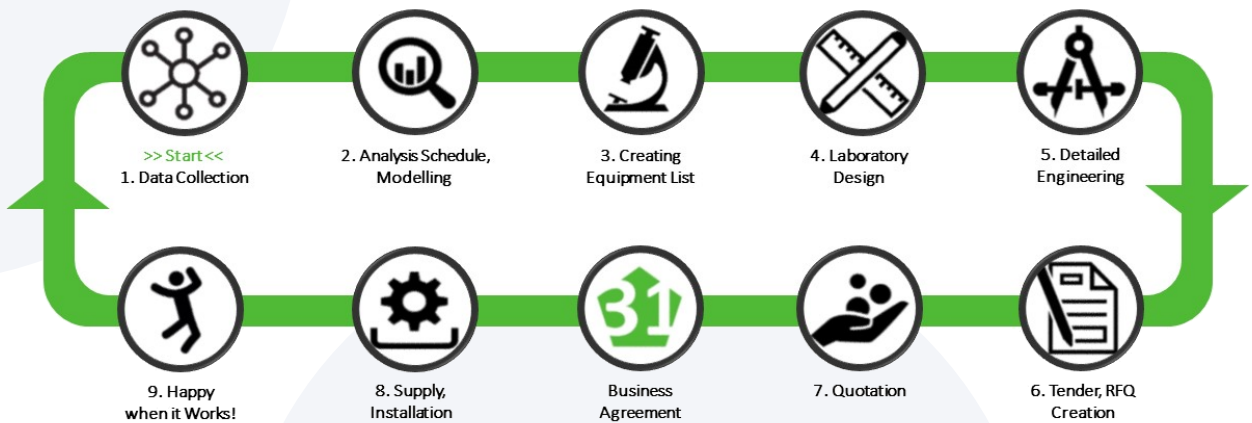 >> Start <<
1. Data Collection
2. Analysis Schedule,
Modelling
3. Creating
Equipment List
4. Laboratory
Design
5. Detailed
Engineering
9. Happy
when it Works!
8. Supply,
Installation
31
Business
Agreement
7. Quotation
6. Tender, RFQ
Creation